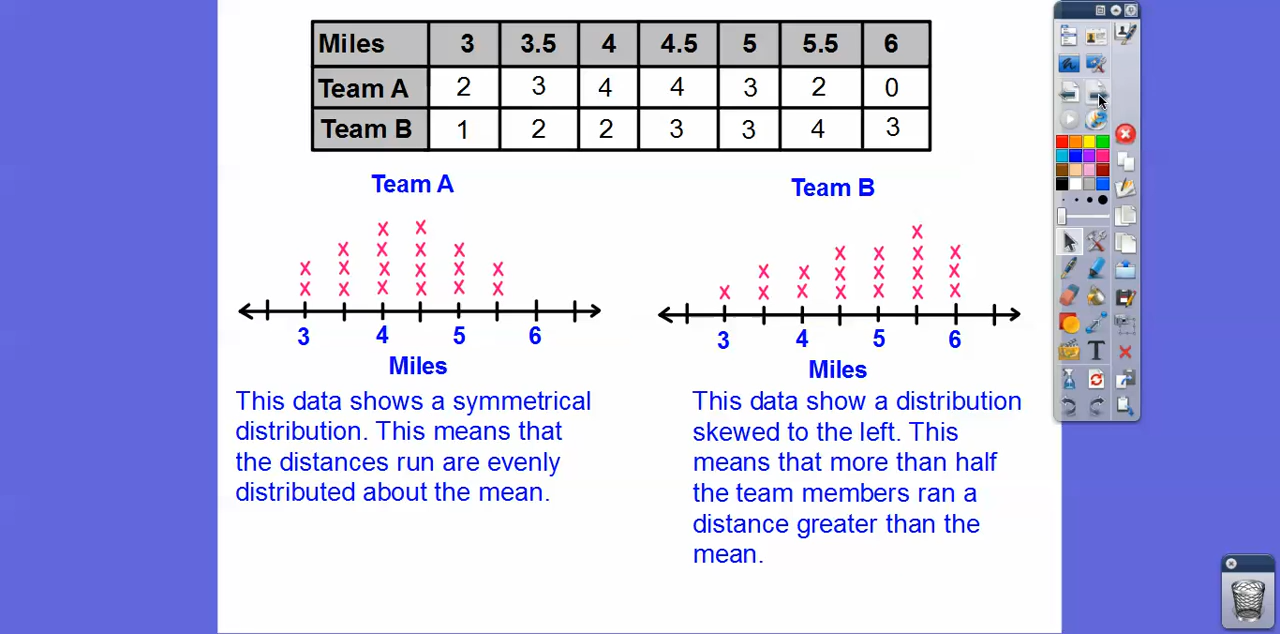 Miles 3 3.5 4 4.5 5 5.5 6
Team A 2 3 4 4 3 2 0
Team B 1 2 2 3 3 4 3
Team A
x x
x x x x
x x x x x x
x x x x x x
3 4 5 6
Miles
This data shows a symmetrical
distribution. This means that
the distances run are evenly
distributed about the mean.
Team B
x
x x x x
x x x x x x
x x x x x x x
3 4 5 6
Miles
This data show a distribution
skewed to the left. This
means that more than half
the team members ran a
distance greater than the
mean.
T